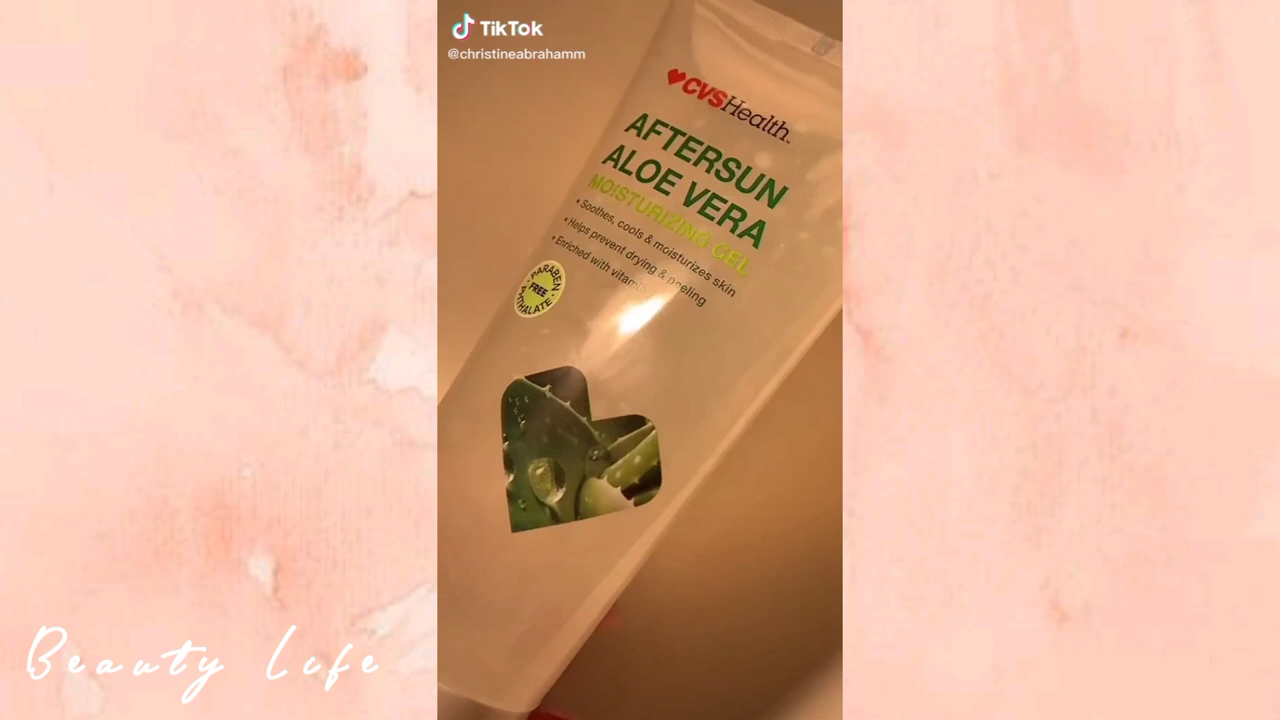 TikTok
@christineabrahamm
CVSHealth
AFTERSUN
ALOE VERA
MOISTURIZING GEL
• Soothes, cools & moisturizes skin
• Helps prevent drying & peeling
• Enriched with
PARABEN
FREE
PHTHALATE
Beauty Life